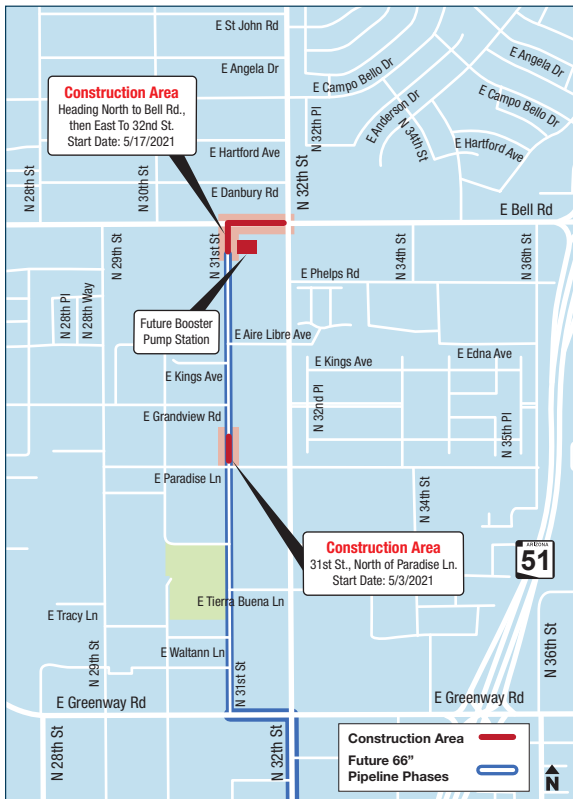 E St John Rd
E Angela Dr
E Campo Bello Dr
E Angela Dr
E Campo Bello Dr
E Anderson Dr
N 34th St
E Hartford Ave
N 32th Pl
N 32th St
Construction Area
Heading North to Bell Rd.,
then East To 32nd St.
Start Date: 5/17/2021
E Hartford Ave
E Danbury Rd
N 28th St
N 30th St
E Bell Rd
N 29th St
N 31st St
N 34th St
N 36th St
E Phelps Rd
N 28th Pl
N 28th Way
Future Booster
Pump Station
E Aire Libre Ave
E Kings Ave
E Kings Ave
E Edna Ave
N 32nd Pl
N 35th Pl
E Grandview Rd
E Paradise Ln
N 34th St
Construction Area
31st St., North of Paradise Ln.
Start Date: 5/3/2021
ARIZONA
51
E Tierra Buena Ln
E Tracy Ln
E Waltann Ln
N 29th St
N 31st St
N 36th St
E Greenway Rd
E Greenway Rd
N 28th St
N 32th St
Construction Area
Future 66”
Pipeline Phases
N